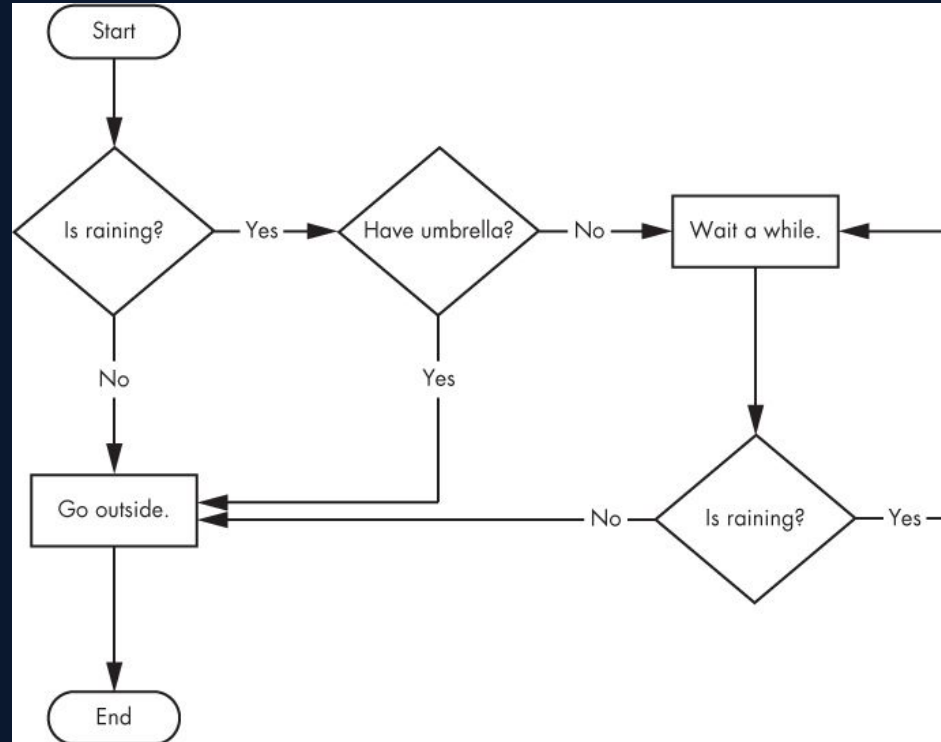 Start
Is raining?
Yes
Have umbrella?
No
Wait a while.
No
Yes
Go outside.
No
Is raining?
Yes
End